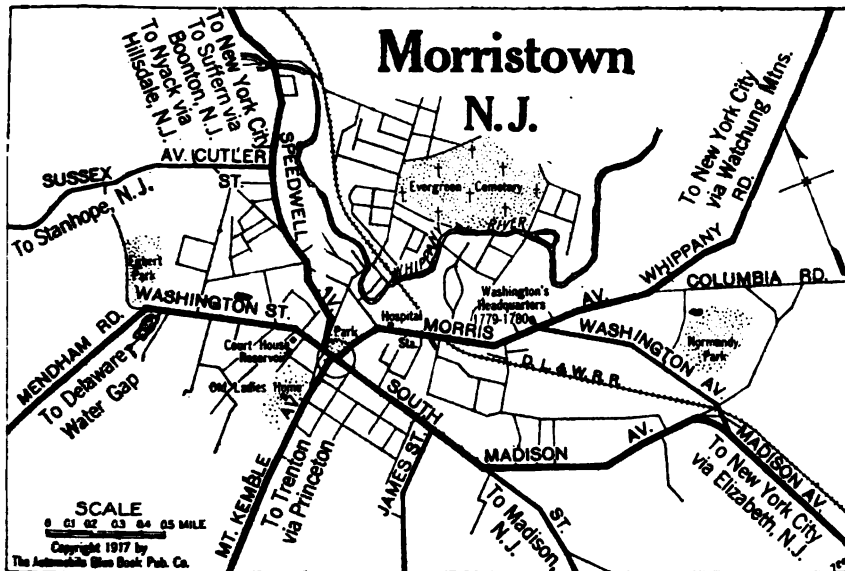 Morristown
N.J.
To New York City
To Suffern via
Boonton, N.J.
To Nyack via
Hillsdale, N.J.
SUSSEX
AV.
CUTLER
ST.
To Stanhope, N.J.
SPEEDWELL
AV.
Evergreen Cemetery
WHIPPANY
RIVER
To New York City
via Watchung Mtns.
WHIPPANY
RD.
COLUMBIA RD.
Washington's
Headquarters
1779-1780
WASHINGTON ST.
MENDHAM RD.
To Delaware
Water Gap
Park
Hospital
Sta.
MORRIS
AV.
WASHINGTON
AV.
Normandy
Park
Court House
Reservoir
Old Ladies Home
D.L.&W.R.R.
SOUTH
ST.
MADISON
AV.
MADISON AV.
To New York City
via Elizabeth, N.J.
JAMES ST.
MT. KEMBLE
AV.
To Trenton
via Princeton
To Madison,
N.J.
SCALE
0 0.1 0.2 0.3 0.4 0.5 MILE
Copyright 1917 by
The Automobile Blue Book Pub. Co.